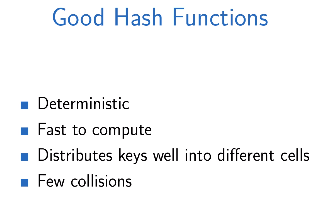 Good Hash Functions
Deterministic
Fast to compute
Distributes keys well into different cells
Few collisions